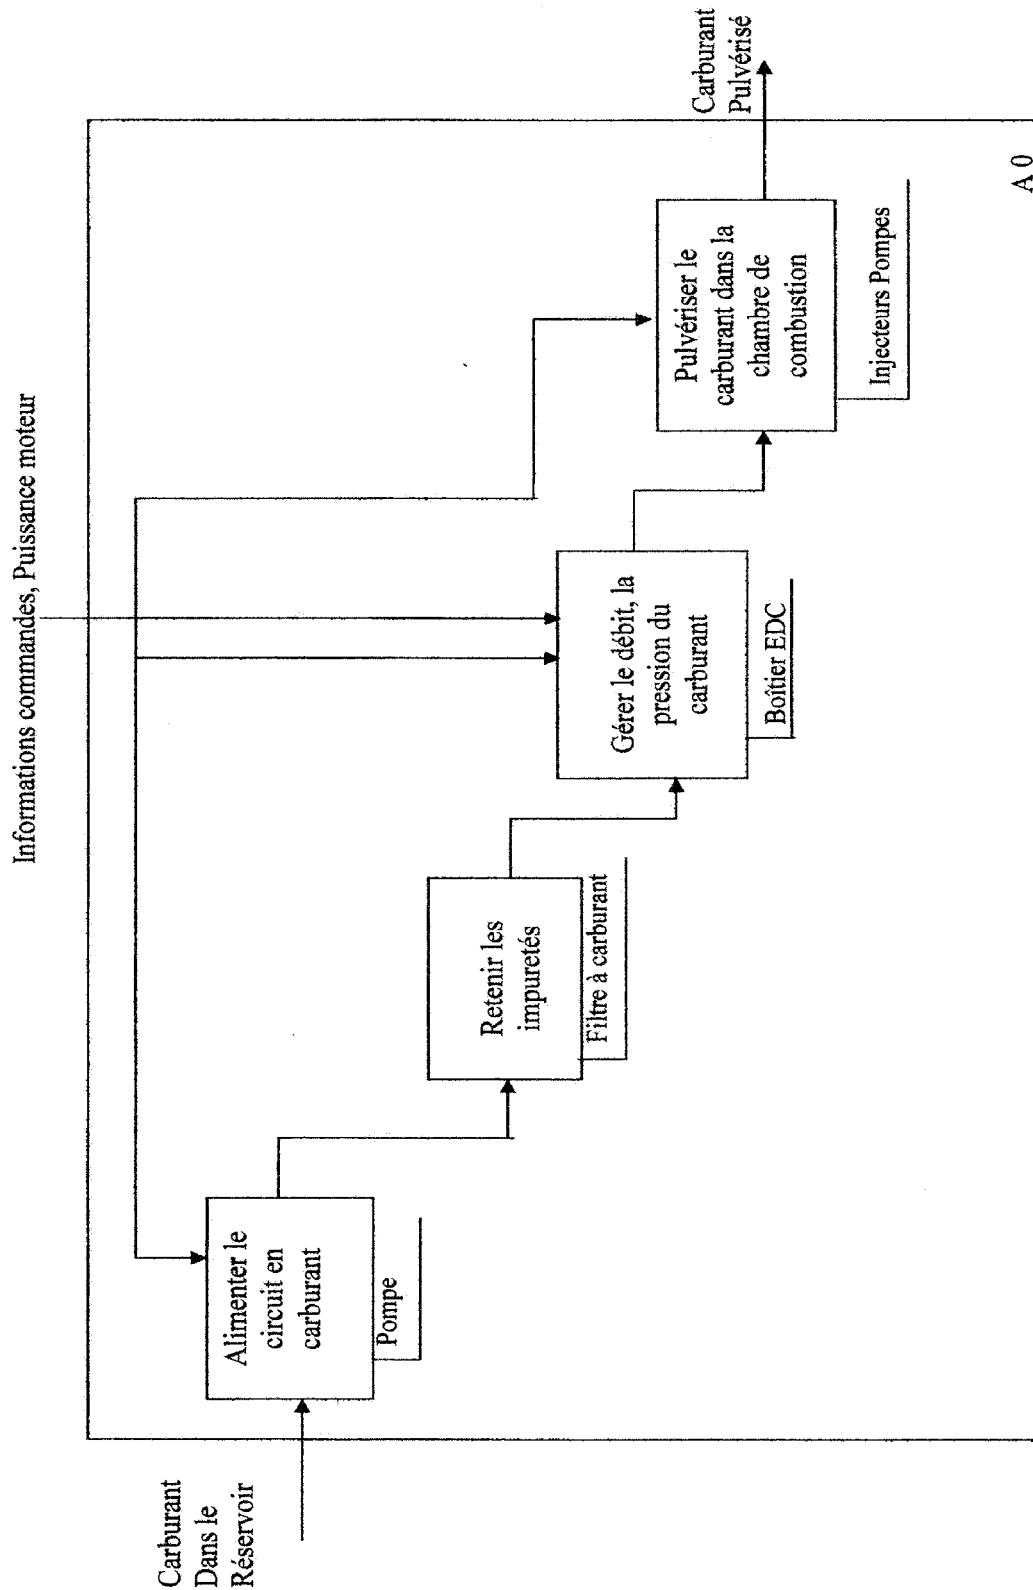 Informations commandes, Puissance moteur
Carburant
Dans le
Réservoir
Alimenter le
circuit en
carburant
Pompe
Retenir les
impuretés
Filtre à carburant
Gérer le débit, la
pression du
carburant
Boîtier EDC
Pulvériser le
carburant dans la
chambre de
combustion
Injecteurs Pompes
Carburant
Pulvérisé
A 0